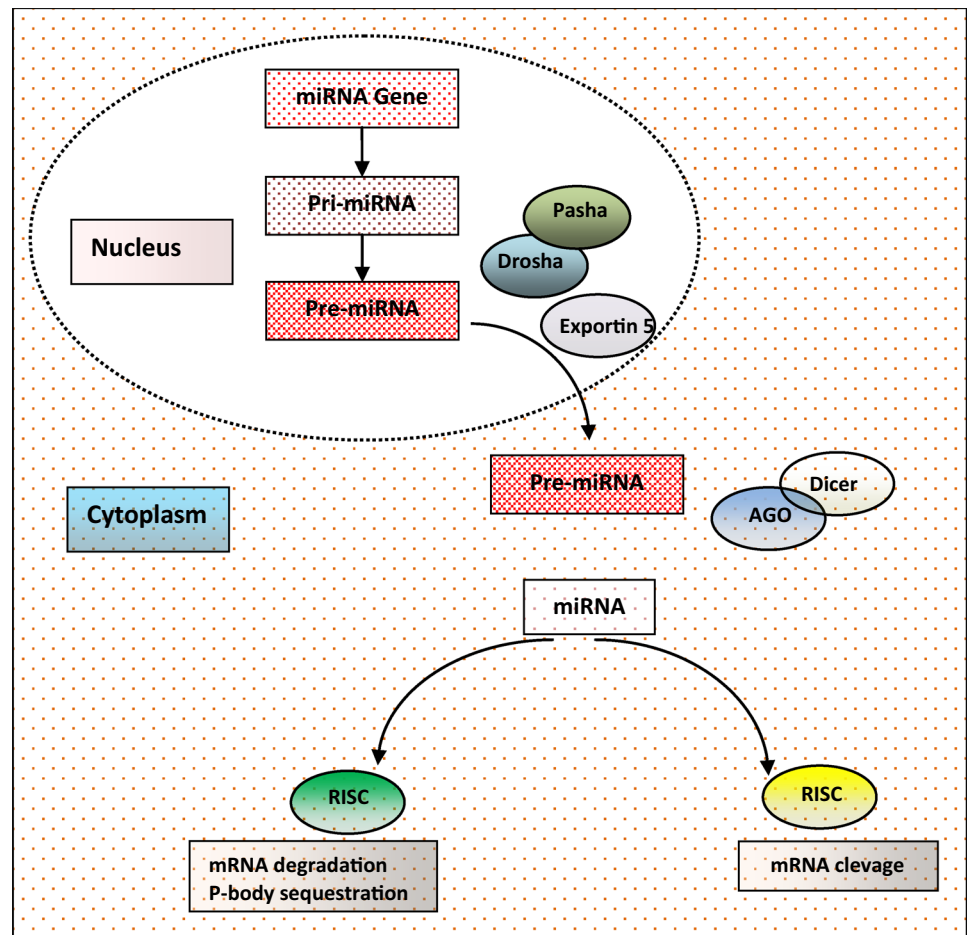 miRNA Gene
Pri-miRNA
Pasha
Nucleus
Drosha
Pre-miRNA
Exportin 5
Pre-miRNA
Dicer
Cytoplasm
AGO
miRNA
RISC
RISC
mRNA degradation
P-body sequestration
mRNA clevage